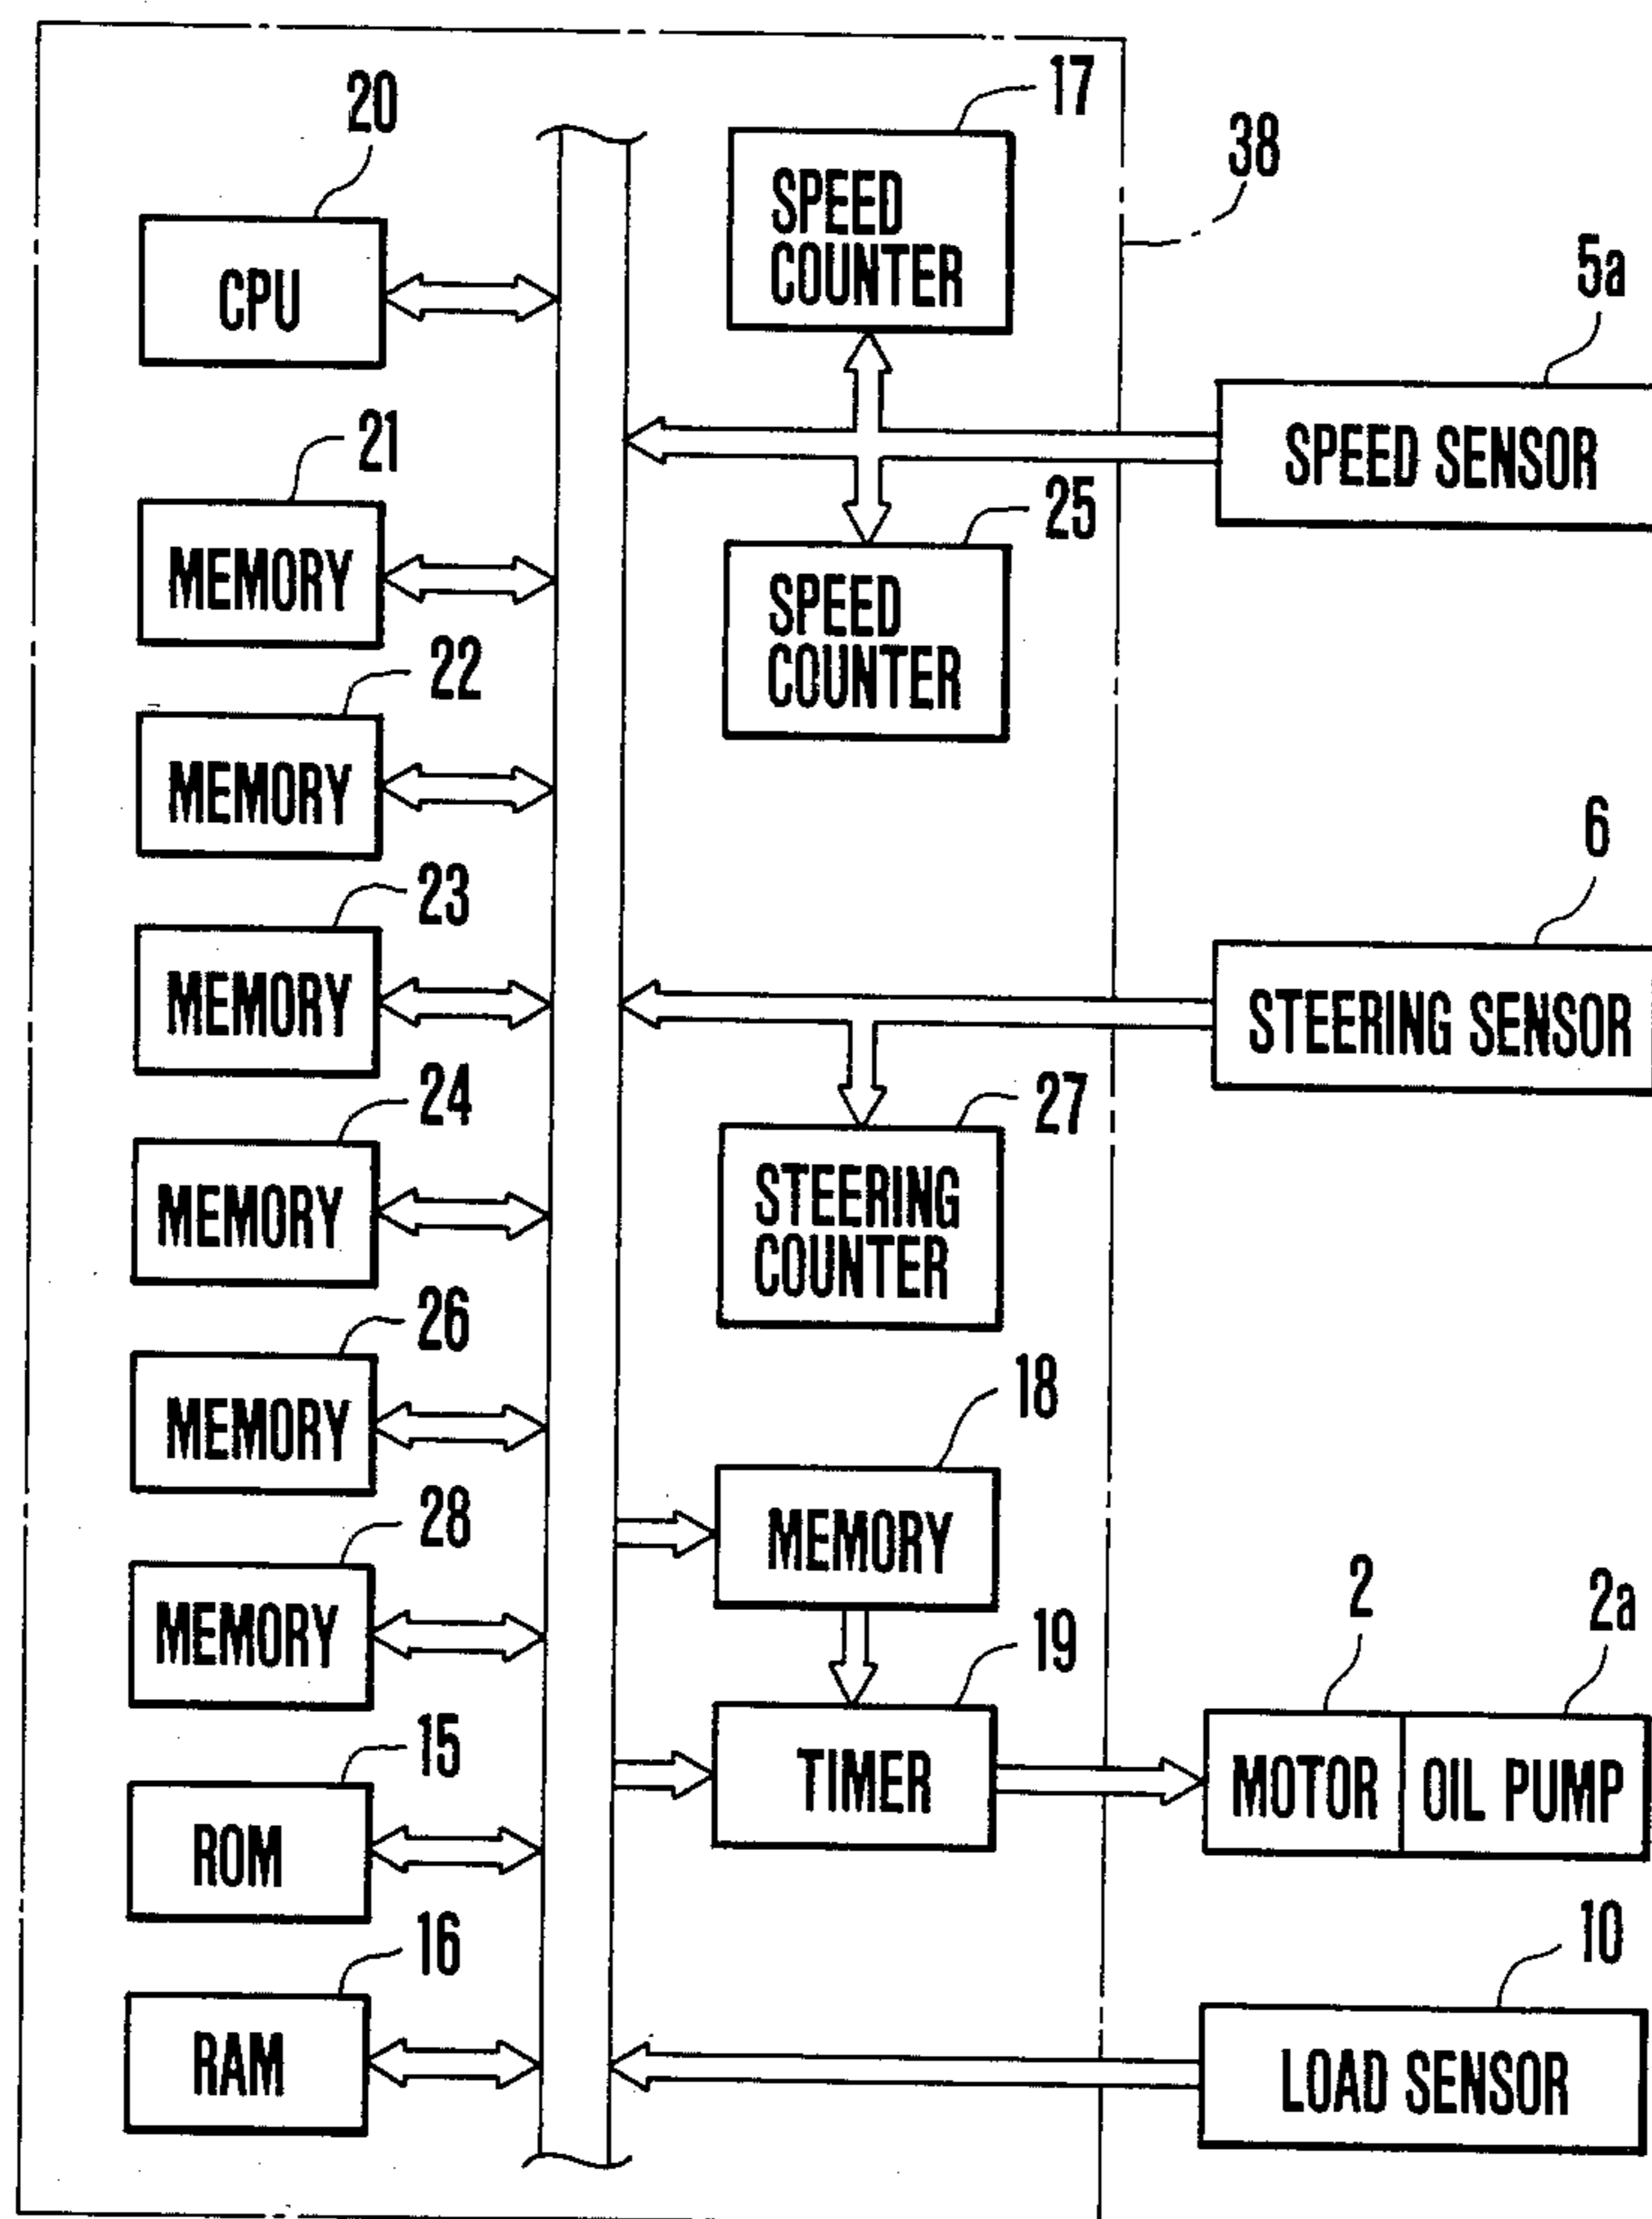 20
CPU
21
MEMORY
22
MEMORY
23
MEMORY
24
MEMORY
26
MEMORY
28
MEMORY
15
ROM
16
RAM
17
SPEED
COUNTER
25
SPEED
COUNTER
27
STEERING
COUNTER
18
MEMORY
19
TIMER
38
5a
SPEED SENSOR
6
STEERING SENSOR
2
MOTOR
2a
OIL PUMP
10
LOAD SENSOR